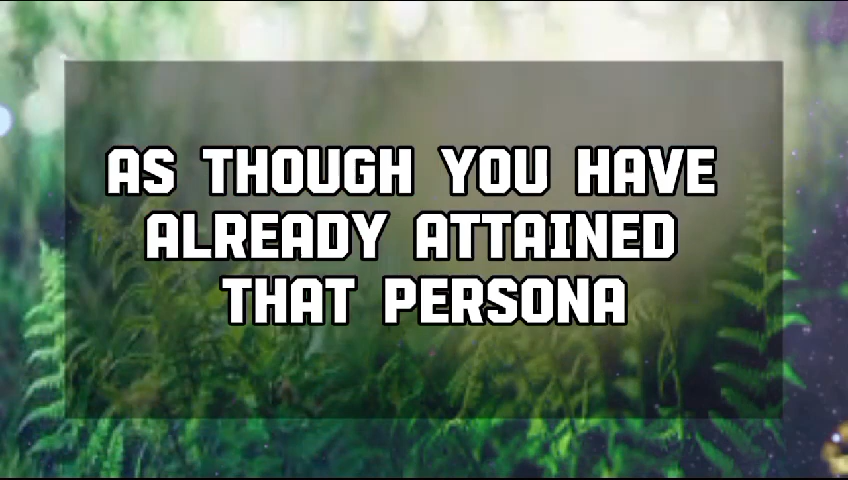 AS THOUGH YOU HAVE
ALREADY ATTAINED
THAT PERSONA